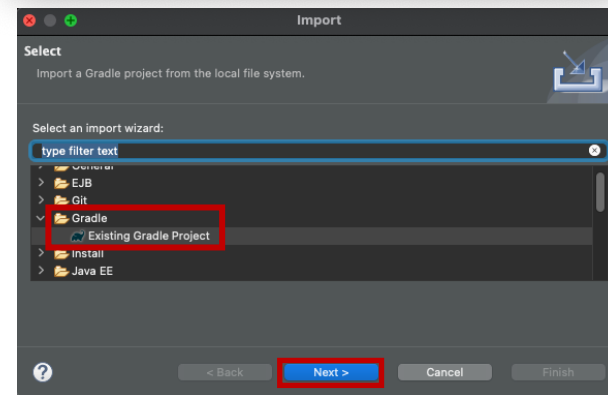 Import
Select
Import a Gradle project from the local file system.
Select an import wizard:
type filter text
General
EJB
Git
Gradle
Existing Gradle Project
Install
Java EE
?
< Back
Next >
Cancel
Finish